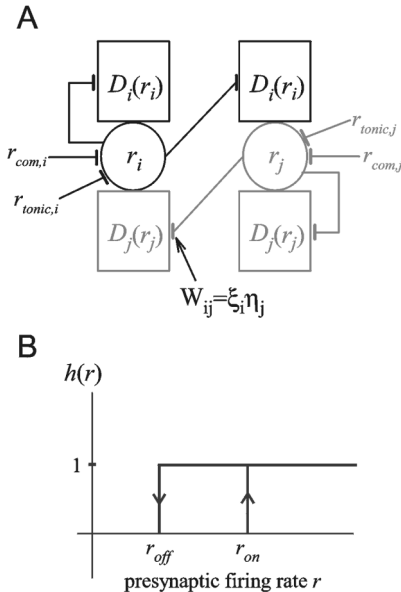 A
D_i(r_i) D_i(r_i)
r_tonic,j
r_i r_j
r_com,i r_com,j
r_tonic,i
D_j(r_j) D_j(r_j)
W_ij=ξ_iη_j
B
h(r)
1
r_off r_on
presynaptic firing rate r